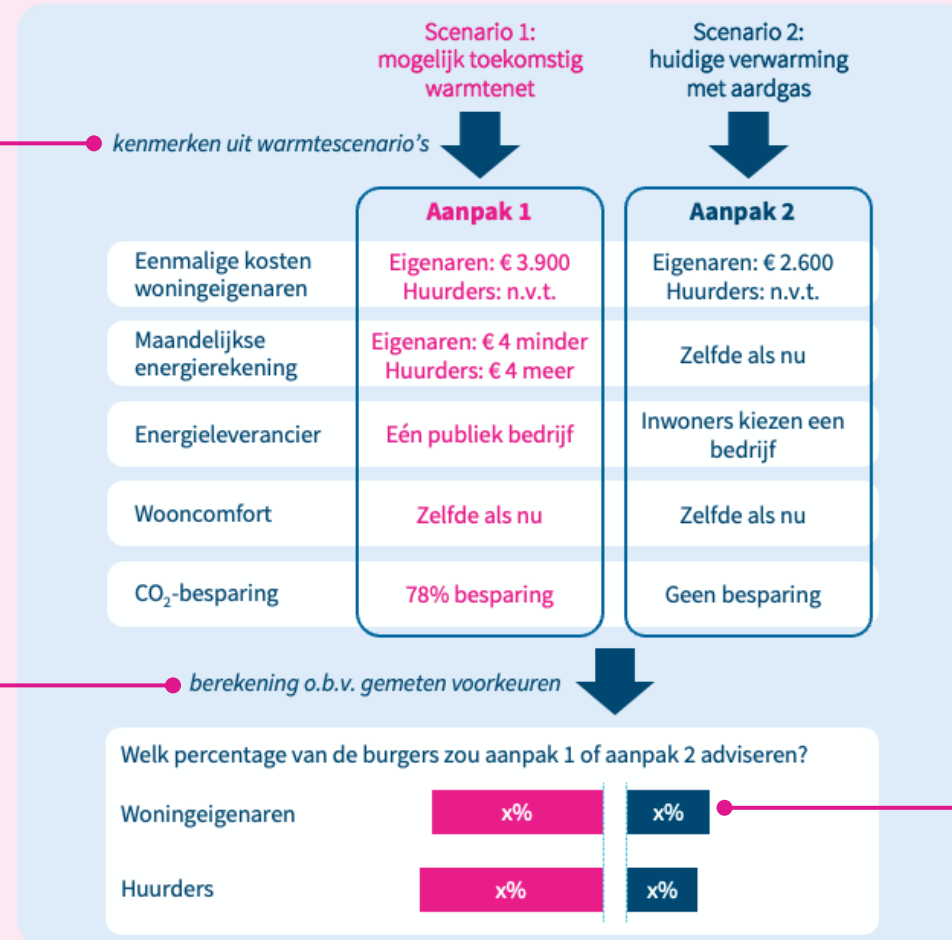 Scenario 1:
mogelijk toekomstig
warmtenet
Scenario 2:
huidige verwarming
met aardgas
kenmerken uit warmtescenario's
Aanpak 1
Aanpak 2
Eenmalige kosten
woningeigenaren
Eigenaren: € 3.900
Huurders: n.v.t.
Eigenaren: € 2.600
Huurders: n.v.t.
Maandelijkse
energierekening
Eigenaren: € 4 minder
Huurders: € 4 meer
Zelfde als nu
Energieleverancier
Eén publiek bedrijf
Inwoners kiezen een
bedrijf
Wooncomfort
Zelfde als nu
Zelfde als nu
CO₂-besparing
78% besparing
Geen besparing
berekening o.b.v. gemeten voorkeuren
Welk percentage van de burgers zou aanpak 1 of aanpak 2 adviseren?
Woningeigenaren
x%
x%
Huurders
x%
x%